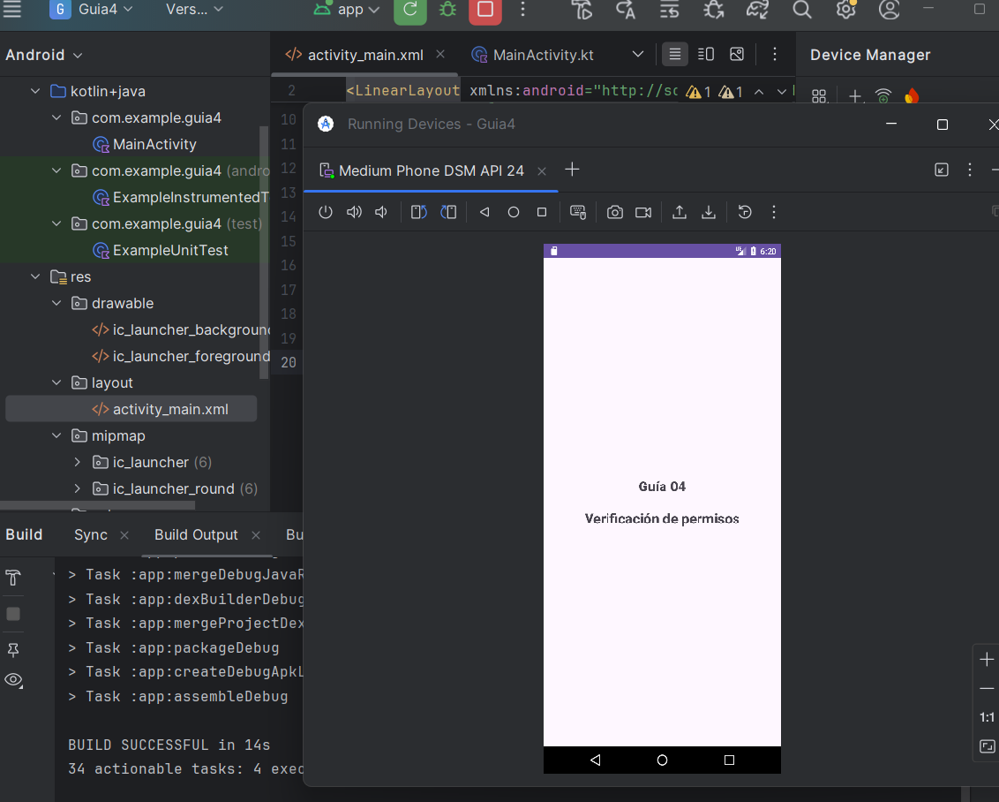 G Guia4 Vers... app
Android
activity_main.xml
MainActivity.kt
Device Manager
kotlin+java
com.example.guia4
MainActivity
com.example.guia4 (andro
ExampleInstrumentedT
com.example.guia4 (test)
ExampleUnitTest
res
drawable
ic_launcher_background
ic_launcher_foreground
layout
activity_main.xml
mipmap
ic_launcher (6)
ic_launcher_round (6)
2 <LinearLayout xmlns:android="http://sc 1 1
10
11
12
13
14
15
16
17
18
19
20
Running Devices - Guia4
Medium Phone DSM API 24
6:20
Guía 04
Verificación de permisos
1:1
Build Sync Build Output Bu
> Task :app:mergeDebugJavaR
> Task :app:dexBuilderDebug
> Task :app:mergeProjectDex
> Task :app:packageDebug
> Task :app:createDebugApkL
> Task :app:assembleDebug
BUILD SUCCESSFUL in 14s
34 actionable tasks: 4 exec